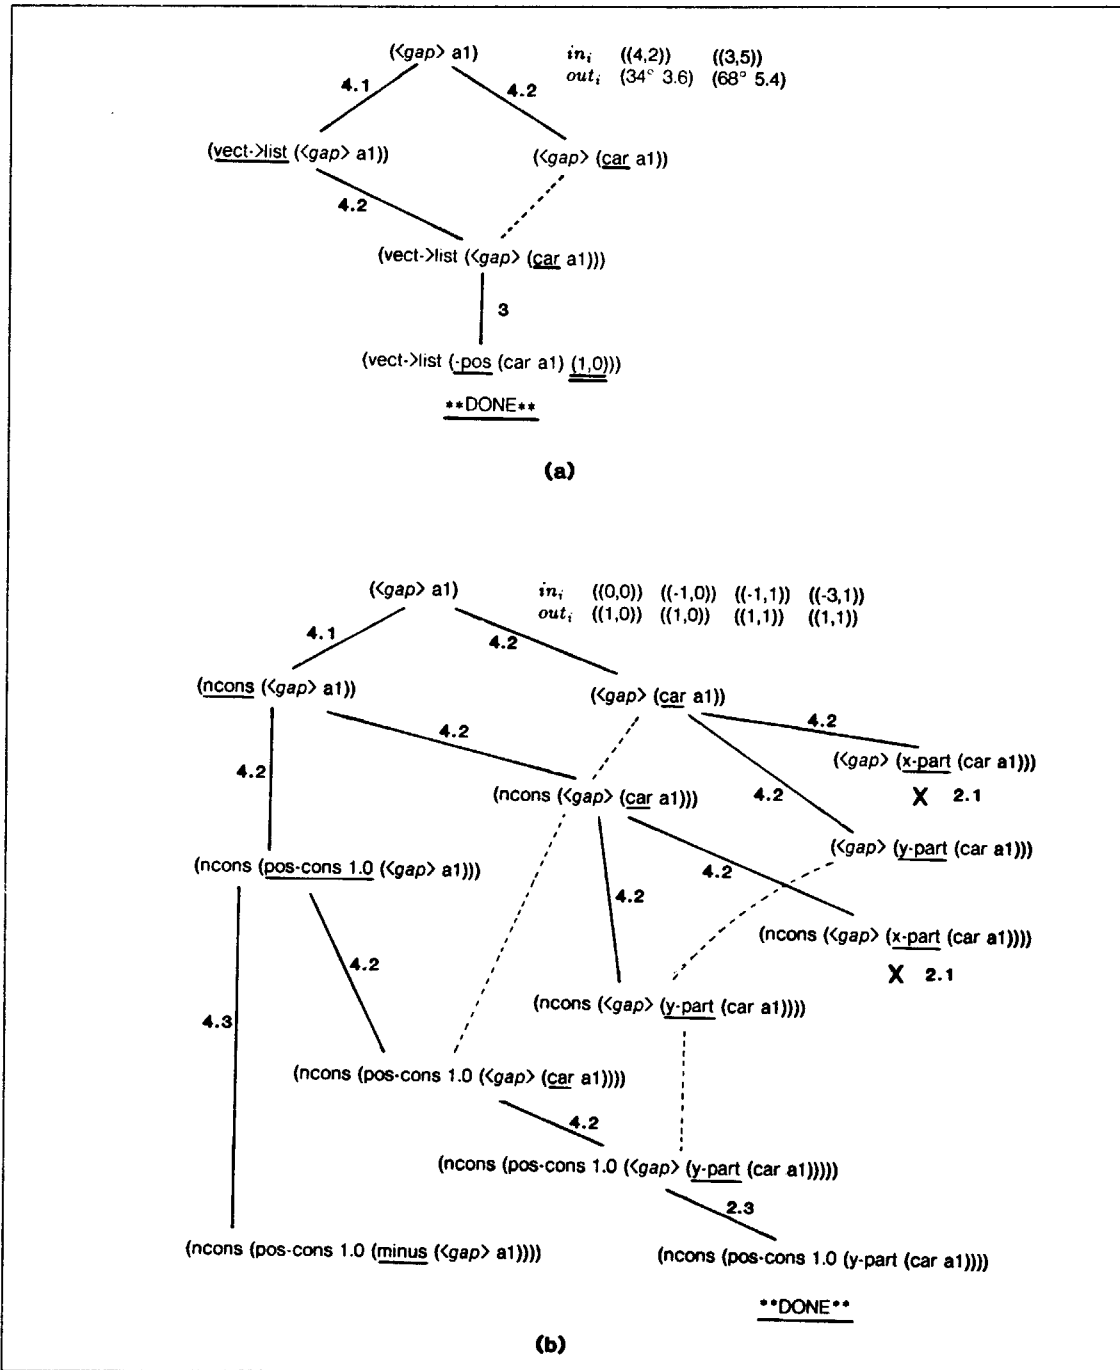 (<gap> a1) in_i ((4,2)) ((3,5))
out_i (34° 3.6) (68° 5.4)
4.1 4.2
(vect->list (<gap> a1)) (<gap> (car a1))
4.2
(vect->list (<gap> (car a1)))
3
(vect->list (-pos (car a1) (1,0)))
**DONE**
(a)
(<gap> a1) in_i ((0,0)) ((-1,0)) ((-1,1)) ((-3,1))
out_i ((1,0)) ((1,0)) ((1,1)) ((1,1))
4.1 4.2
(ncons (<gap> a1)) (<gap> (car a1))
4.2 4.2
(<gap> (x-part (car a1)))
4.2 4.2
(ncons (<gap> (car a1))) X 2.1
(<gap> (y-part (car a1)))
(ncons (pos-cons 1.0 (<gap> a1))) 4.2
4.2
(ncons (<gap> (x-part (car a1))))
4.2 X 2.1
(ncons (<gap> (y-part (car a1))))
4.3
(ncons (pos-cons 1.0 (<gap> (car a1))))
4.2
(ncons (pos-cons 1.0 (<gap> (y-part (car a1)))))
2.3
(ncons (pos-cons 1.0 (minus (<gap> a1)))) (ncons (pos-cons 1.0 (y-part (car a1))))
**DONE**
(b)